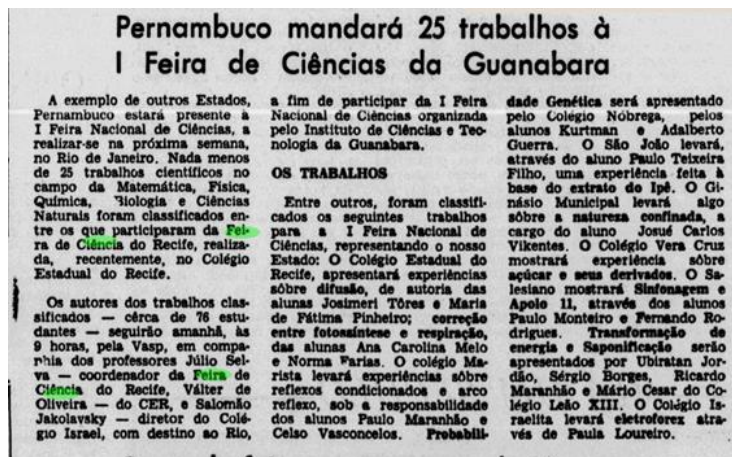 Pernambuco mandará 25 trabalhos à
I Feira de Ciências da Guanabara
A exemplo de outros Estados,
Pernambuco estará presente à
I Feira Nacional de Ciências, a
realizar-se na próxima semana,
no Rio de Janeiro. Nada menos
de 25 trabalhos científicos no
campo da Matemática, Física,
Química, Biologia e Ciências
Naturais foram classificados en-
tre os que participaram da Fei-
ra de Ciência do Recife, realiza-
da, recentemente, no Colégio
Estadual do Recife.
Os autores dos trabalhos clas-
sificados — cêrca de 76 estu-
dantes — seguirão amanhã, às
9 horas, pela Vasp, em compa-
nhia dos professores Júlio Sel-
va — coordenador da Feira de
Ciência do Recife, Válter de
Oliveira — do CER, e Salomão
Jakolavsky — diretor do Colé-
gio Israel, com destino ao Rio,
a fim de participar da I Feira
Nacional de Ciências organizada
pelo Instituto de Ciências e Tec-
nologia da Guanabara.
OS TRABALHOS
Entre outros, foram classifi-
cados os seguintes trabalhos
para a I Feira Nacional de
Ciências, representando o nosso
Estado: O Colégio Estadual do
Recife, apresentará experiências
sôbre difusão, de autoria das
alunas Josimeri Tôres e Maria
de Fátima Pinheiro; correção
entre fotossíntese e respiração,
das alunas Ana Carolina Melo
e Norma Farias. O colégio Ma-
rista levará experiências sôbre
reflexos condicionados e arco
reflexo, sob a responsabilidade
dos alunos Paulo Maranhão e
Celso Vasconcelos. Probabili-
dade Genética será apresentado
pelo Colégio Nóbrega, pelos
alunos Kurtman e Adalberto
Guerra. O São João levará,
através do aluno Paulo Teixeira
Filho, uma experiência feita à
base do extrato do Ipê. O Gi-
násio Municipal levará algo
sôbre a natureza confinada, a
cargo do aluno Josué Carlos
Vikentes. O Colégio Vera Cruz
mostrará experiência sôbre
açúcar e seus derivados. O Sa-
lesiano mostrará Sinfonagem e
Apolo 11, através dos alunos
Paulo Monteiro e Fernando Ro-
drigues. Transformação de
energia e Saponificação serão
apresentados por Ubiratan Jor-
dão, Sérgio Borges, Ricardo
Maranhão e Mário Cesar do Co-
légio Leão XIII. O Colégio Is-
raelita levará eletroforex atra-
vés de Paula Loureiro.